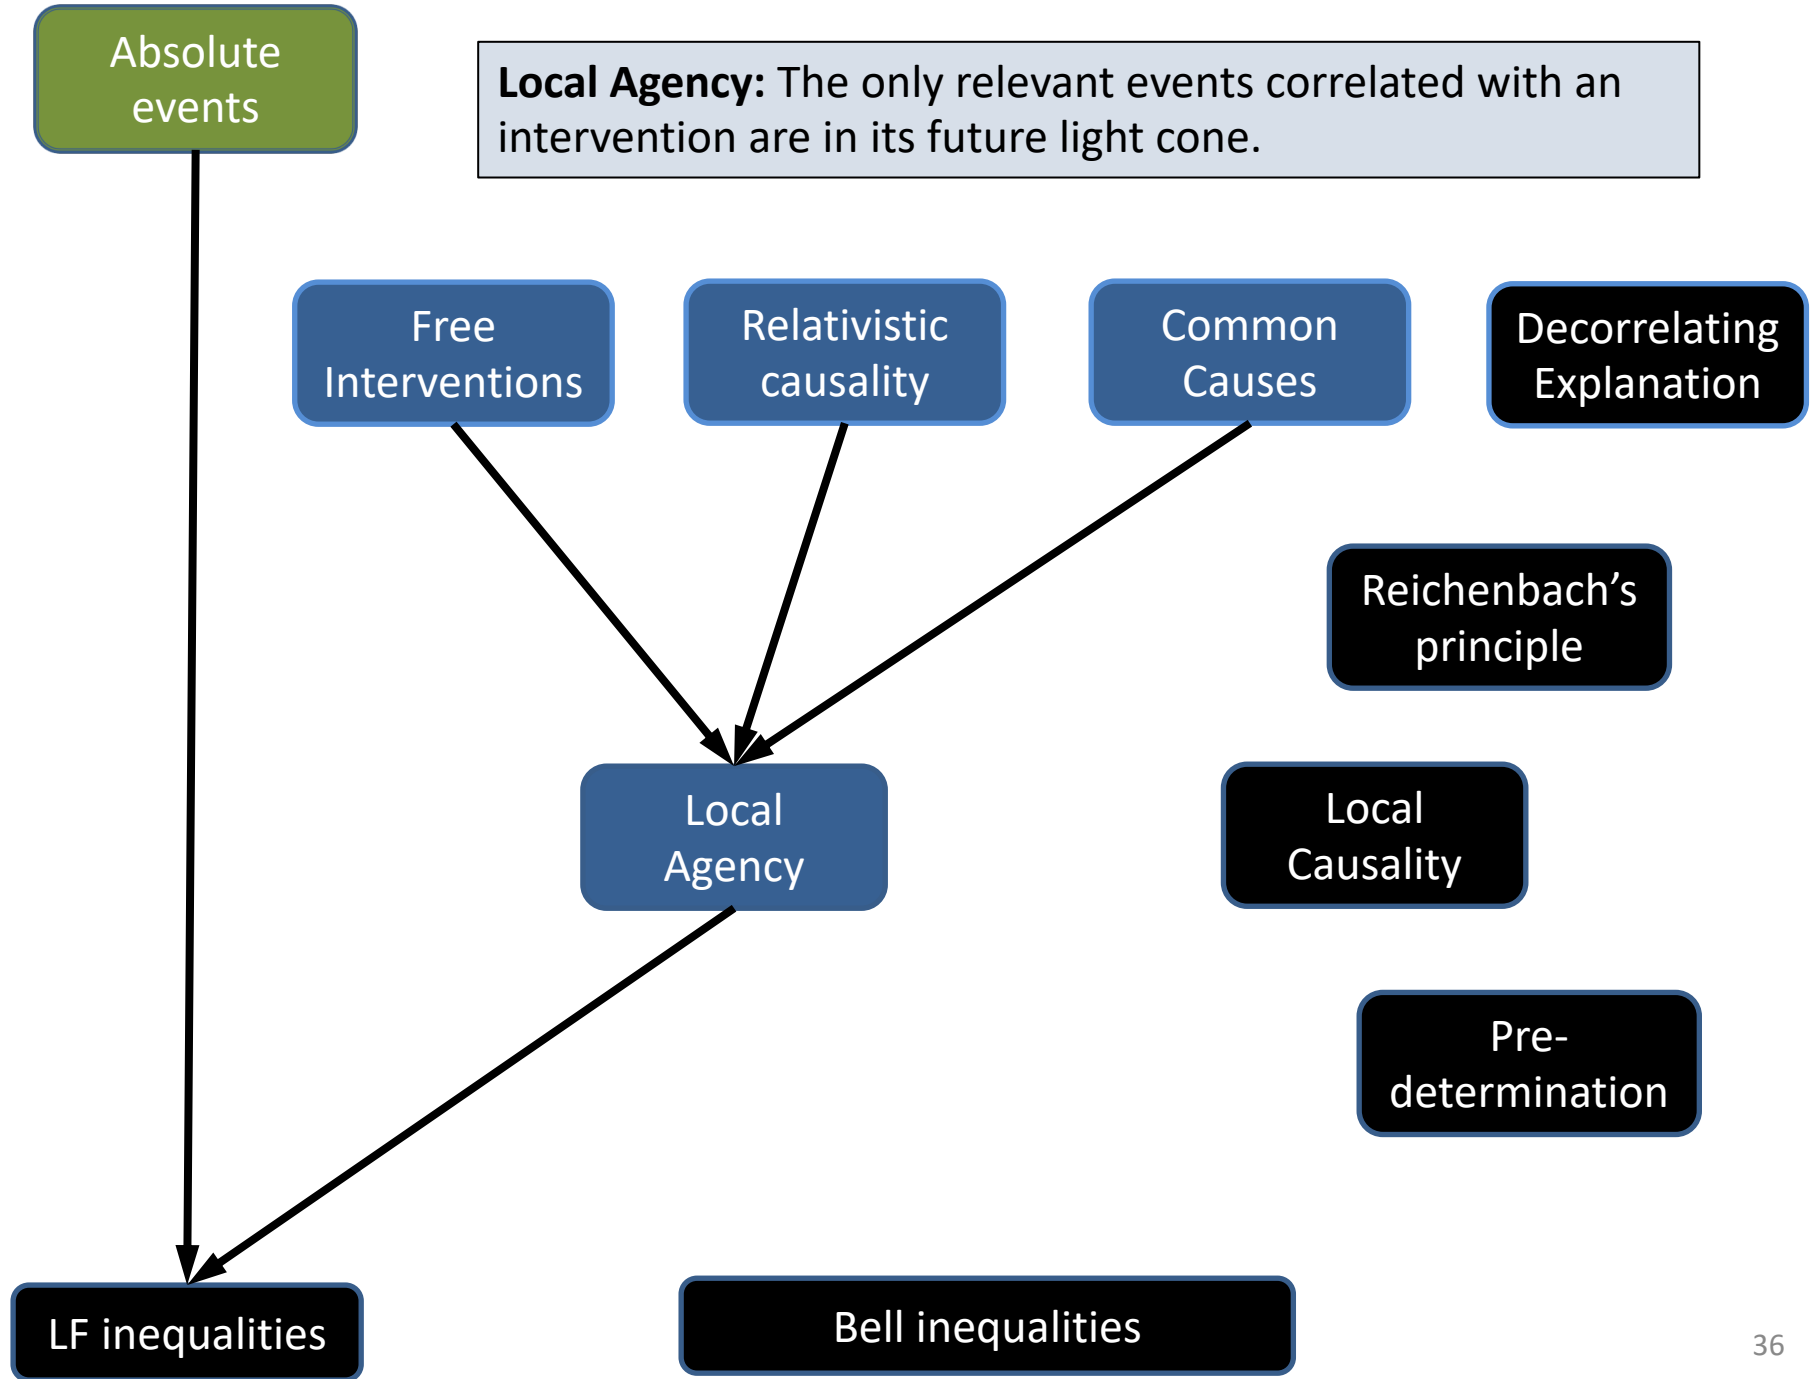 Absolute
events
Local Agency: The only relevant events correlated with an
intervention are in its future light cone.
Free
Interventions
Relativistic
causality
Common
Causes
Decorrelating
Explanation
Reichenbach’s
principle
Local
Agency
Local
Causality
Pre-
determination
LF inequalities
Bell inequalities
36